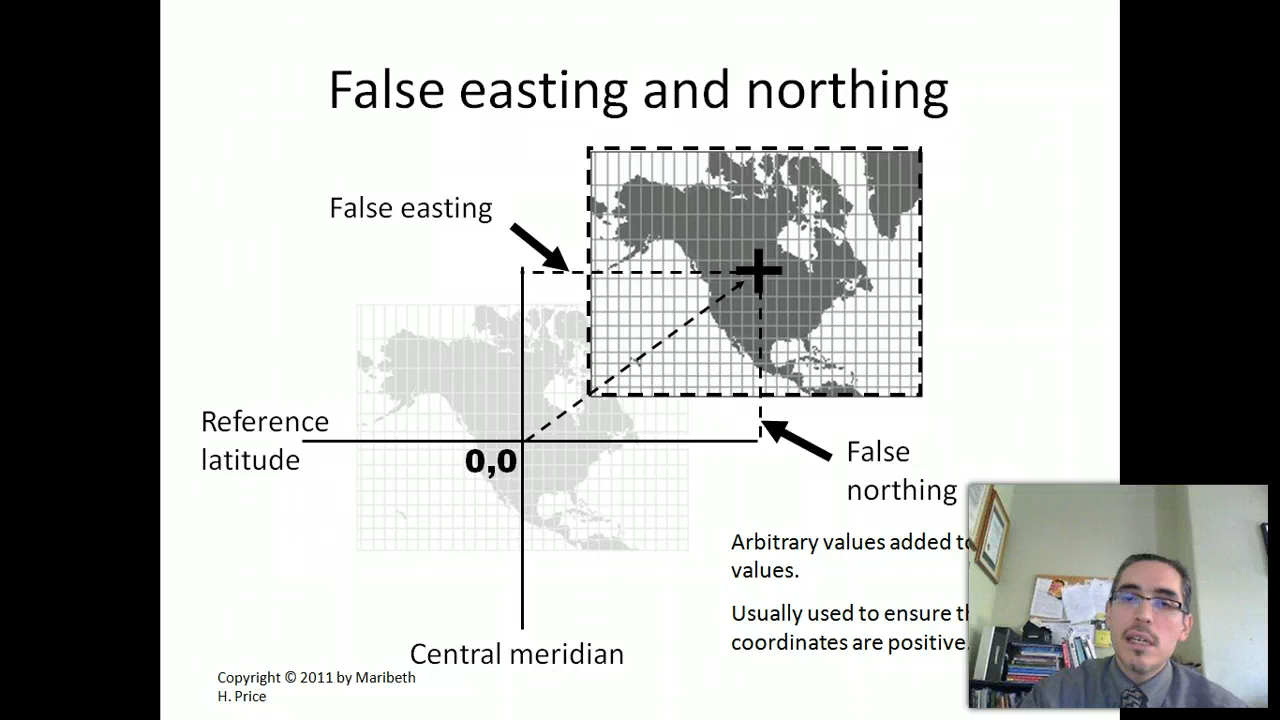 False easting and northing
False easting
Reference
latitude
0,0
False
northing
Arbitrary values added to
values.
Usually used to ensure
coordinates are positive.
Central meridian
Copyright © 2011 by Maribeth
H. Price